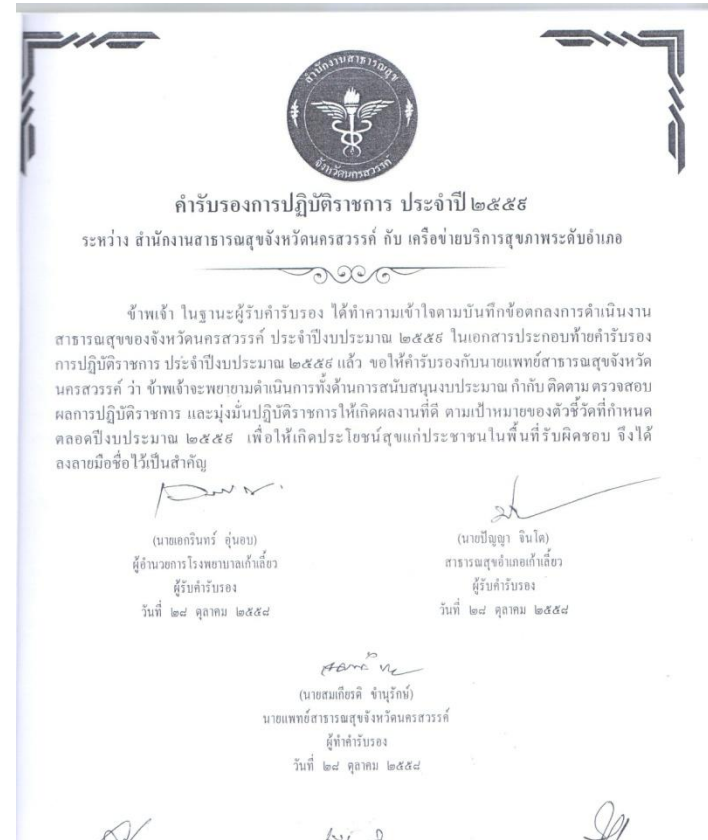 สำนักงานสาธารณสุข
จังหวัดนครสวรรค์
คำรับรองการปฏิบัติราชการ ประจำปี ๒๕๕๙
ระหว่าง สำนักงานสาธารณสุขจังหวัดนครสวรรค์ กับ เครือข่ายบริการสุขภาพระดับอำเภอ
ข้าพเจ้า ในฐานะผู้รับคำรับรอง ได้ทำความเข้าใจตามบันทึกข้อตกลงการดำเนินงาน
สาธารณสุขของจังหวัดนครสวรรค์ ประจำปีงบประมาณ ๒๕๕๙ ในเอกสารประกอบท้ายคำรับรอง
การปฏิบัติราชการ ประจำปีงบประมาณ ๒๕๕๙ แล้ว ขอให้คำรับรองกับนายแพทย์สาธารณสุขจังหวัด
นครสวรรค์ ว่า ข้าพเจ้าจะพยายามดำเนินการทั้งด้านการสนับสนุนงบประมาณ กำกับ ติดตาม ตรวจสอบ
ผลการปฏิบัติราชการ และมุ่งมั่นปฏิบัติราชการให้เกิดผลงานที่ดี ตามเป้าหมายของตัวชี้วัดที่กำหนด
ตลอดปีงบประมาณ ๒๕๕๙ เพื่อให้เกิดประโยชน์สุขแก่ประชาชนในพื้นที่รับผิดชอบ จึงได้
ลงลายมือชื่อไว้เป็นสำคัญ
(นายเอกรินทร์ อุ่นอบ)
ผู้อำนวยการโรงพยาบาลเก้าเลี้ยว
ผู้รับคำรับรอง
วันที่ ๒๘ ตุลาคม ๒๕๕๘
(นายปัญญา จินโต)
สาธารณสุขอำเภอเก้าเลี้ยว
ผู้รับคำรับรอง
วันที่ ๒๘ ตุลาคม ๒๕๕๘
(นายสมเกียรติ ขำนุรักษ์)
นายแพทย์สาธารณสุขจังหวัดนครสวรรค์
ผู้ทำคำรับรอง
วันที่ ๒๘ ตุลาคม ๒๕๕๘